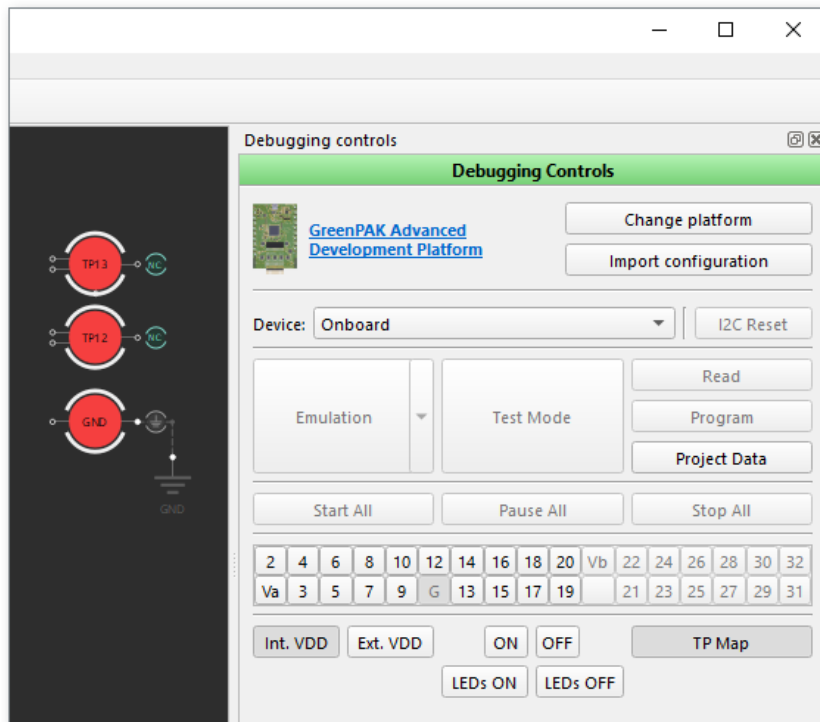 Debugging controls
Debugging Controls
GreenPAK Advanced
Development Platform
Change platform
Import configuration
Device: Onboard
I2C Reset
Emulation
Test Mode
Read
Program
Project Data
Start All
Pause All
Stop All
2 4 6 8 10 12 14 16 18 20 Vb 22 24 26 28 30 32
Va 3 5 7 9 G 13 15 17 19 21 23 25 27 29 31
Int. VDD
Ext. VDD
ON
OFF
TP Map
LEDs ON
LEDs OFF
TP13
NC
TP12
NC
GND
GND